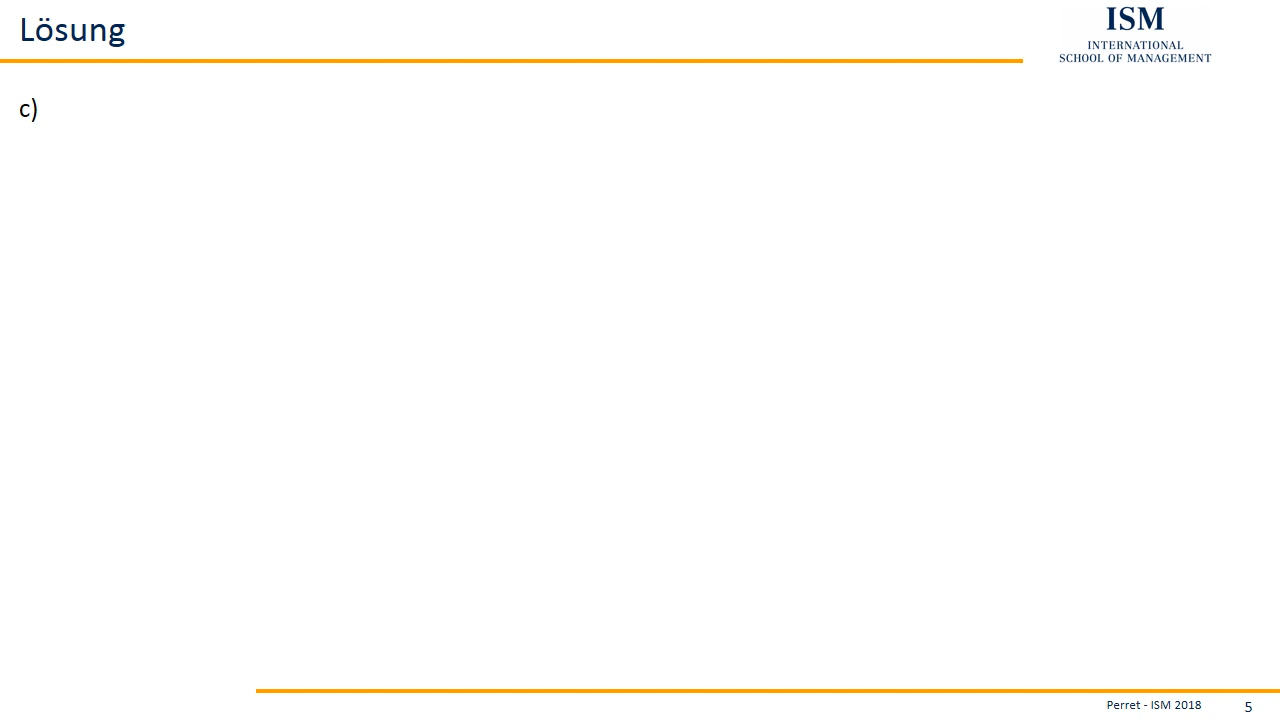 Lösung
ISM
INTERNATIONAL
SCHOOL OF MANAGEMENT
c)
Perret - ISM 2018
5